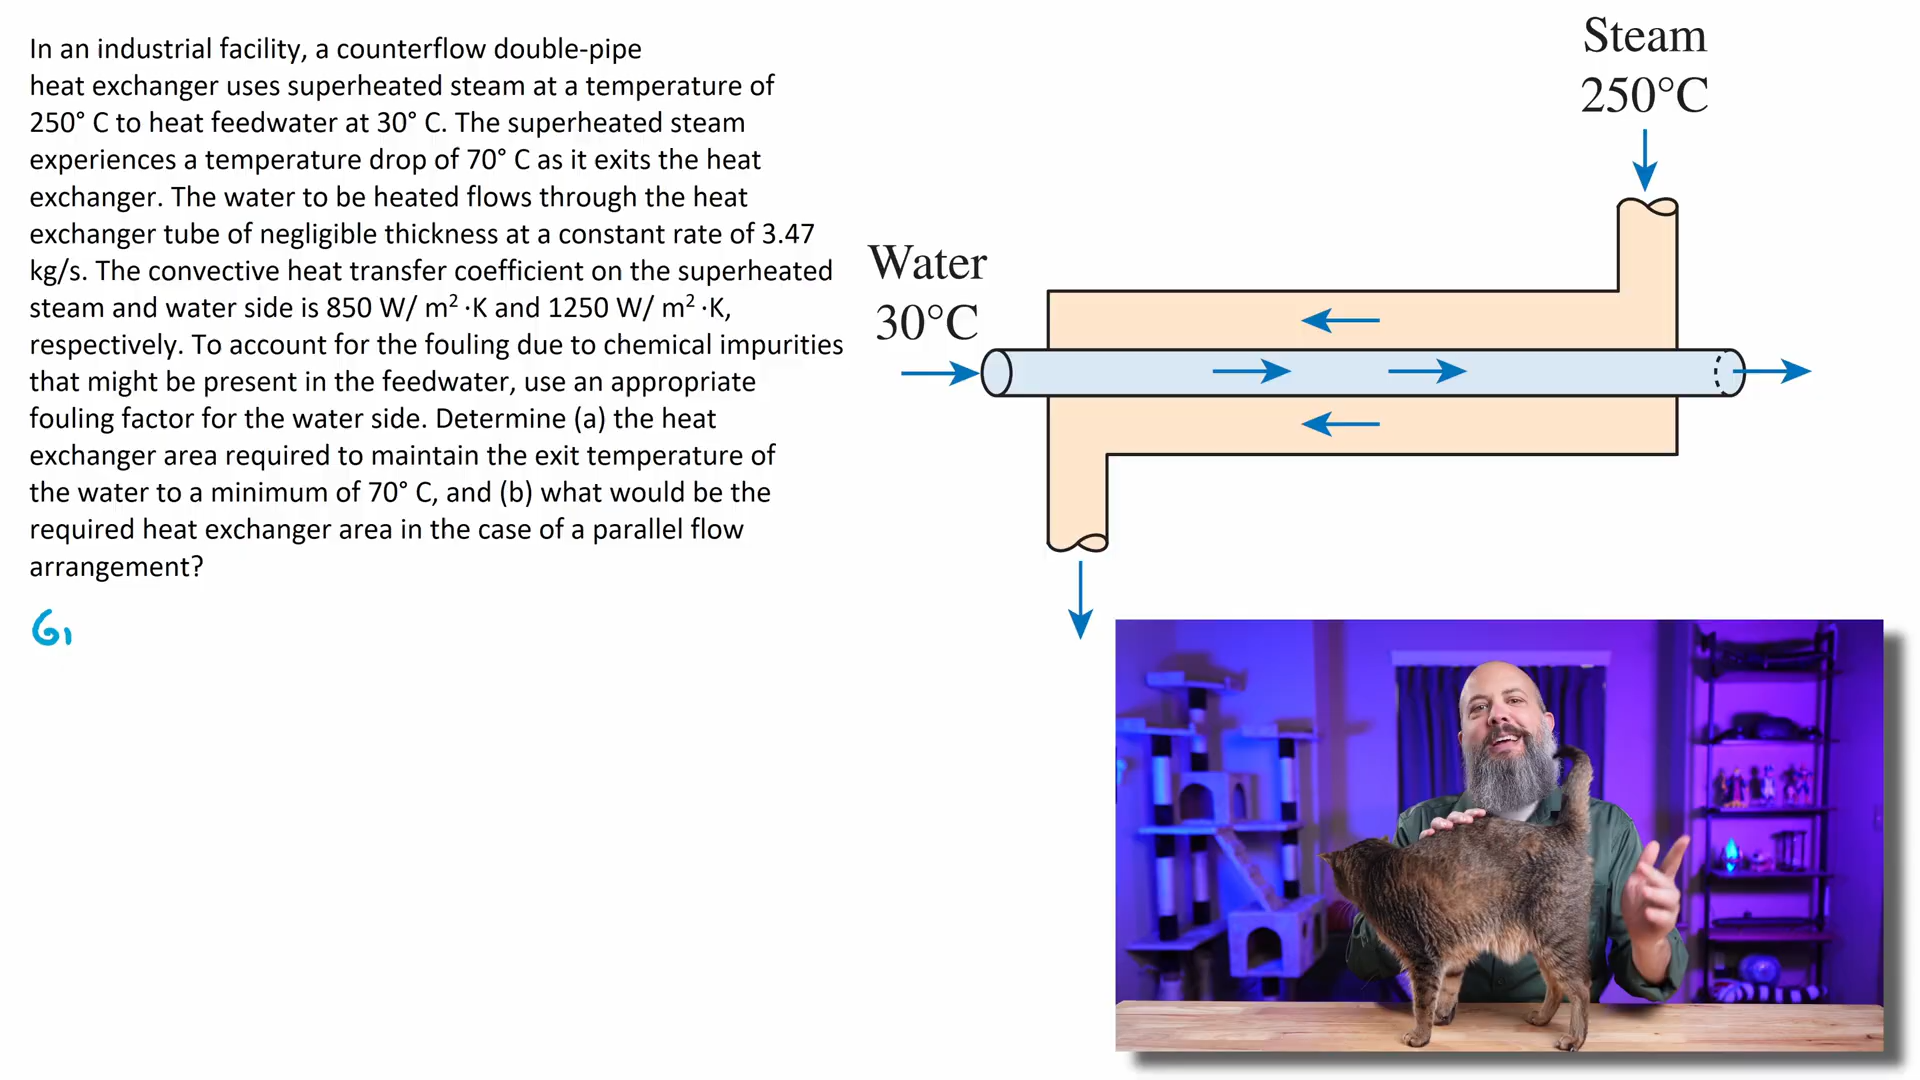 In an industrial facility, a counterflow double-pipe
heat exchanger uses superheated steam at a temperature of
250° C to heat feedwater at 30° C. The superheated steam
experiences a temperature drop of 70° C as it exits the heat
exchanger. The water to be heated flows through the heat
exchanger tube of negligible thickness at a constant rate of 3.47
kg/s. The convective heat transfer coefficient on the superheated
steam and water side is 850 W/ m² ·K and 1250 W/ m² ·K,
respectively. To account for the fouling due to chemical impurities
that might be present in the feedwater, use an appropriate
fouling factor for the water side. Determine (a) the heat
exchanger area required to maintain the exit temperature of
the water to a minimum of 70° C, and (b) what would be the
required heat exchanger area in the case of a parallel flow
arrangement?
Steam
250°C
Water
30°C